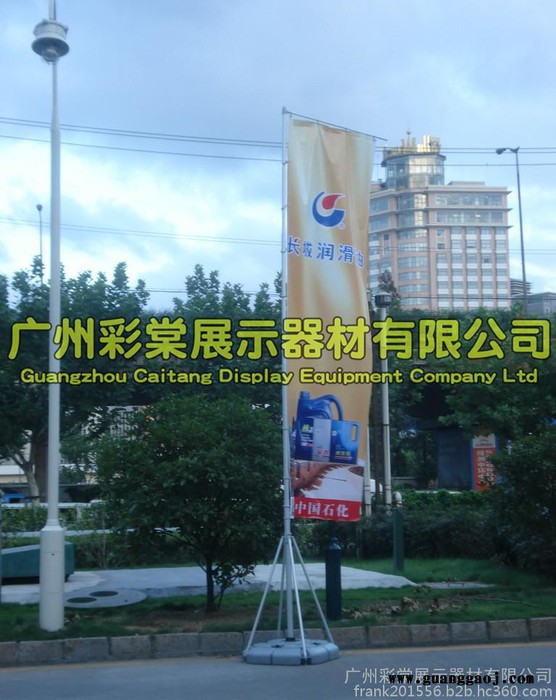 长城润滑油
广州彩棠展示器材有限公司
Guangzhou Caitang Display Equipment Company Ltd
中国石化
广州彩棠展示器材有限公司
www.guanggaoj.com
frank201556.b2b.hc360.com